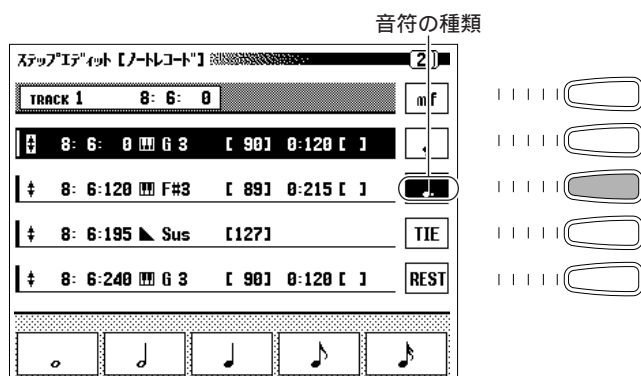 音符の種類
ステップエディット【ノートレコード】
TRACK 1 8: 6: 0
mf
8: 6: 0 G 3 [ 90] 0:120 [ ]
8: 6:120 F#3 [ 89] 0:215 [ ]
8: 6:195 Sus [127]
TIE
8: 6:240 G 3 [ 90] 0:120 [ ]
REST